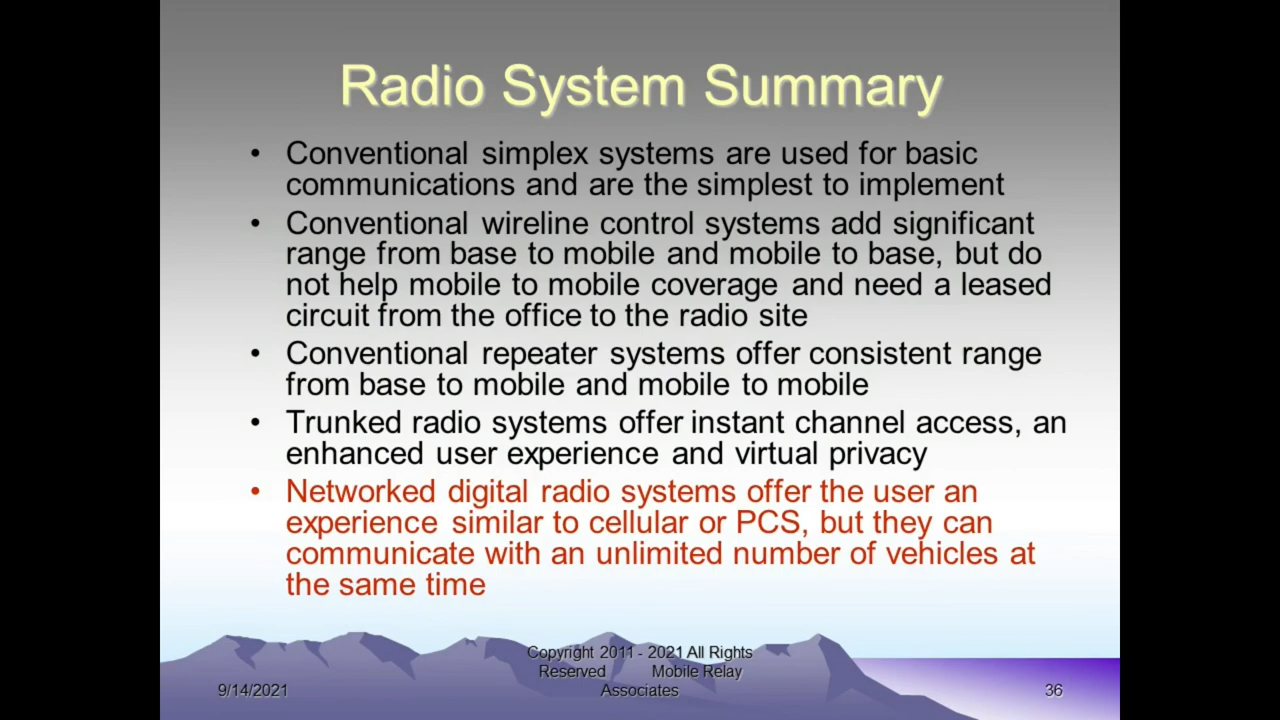 Radio System Summary
• Conventional simplex systems are used for basic
communications and are the simplest to implement
• Conventional wireline control systems add significant
range from base to mobile and mobile to base, but do
not help mobile to mobile coverage and need a leased
circuit from the office to the radio site
• Conventional repeater systems offer consistent range
from base to mobile and mobile to mobile
• Trunked radio systems offer instant channel access, an
enhanced user experience and virtual privacy
• Networked digital radio systems offer the user an
experience similar to cellular or PCS, but they can
communicate with an unlimited number of vehicles at
the same time
9/14/2021
Copyright 2011 - 2021 All Rights
Reserved Mobile Relay
Associates
36